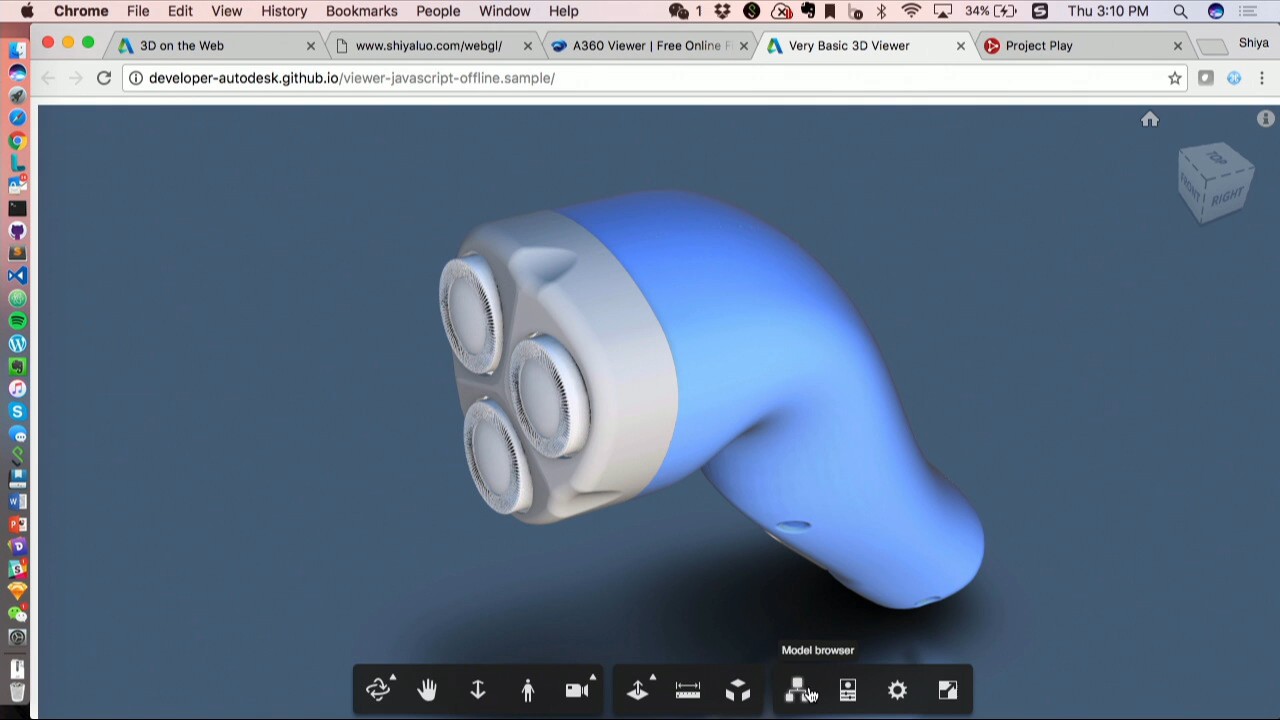 Chrome File Edit View History Bookmarks People Window Help 1 34% Thu 3:10 PM
3D on the Web www.shiyaluo.com/webgl/ A360 Viewer | Free Online F Very Basic 3D Viewer Project Play Shiya
developer-autodesk.github.io/viewer-javascript-offline.sample/
TOP
FRONT RIGHT
Model browser